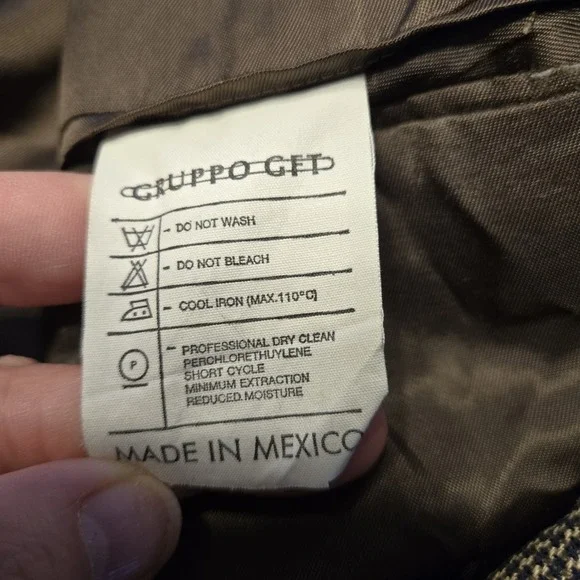 GRUPPO GFT
- DO NOT WASH
- DO NOT BLEACH
- COOL IRON (MAX.110°C)
- PROFESSIONAL DRY CLEAN
PERCHLORETHUYLENE
SHORT CYCLE
MINIMUM EXTRACTION
REDUCED MOISTURE
P
MADE IN MEXICO